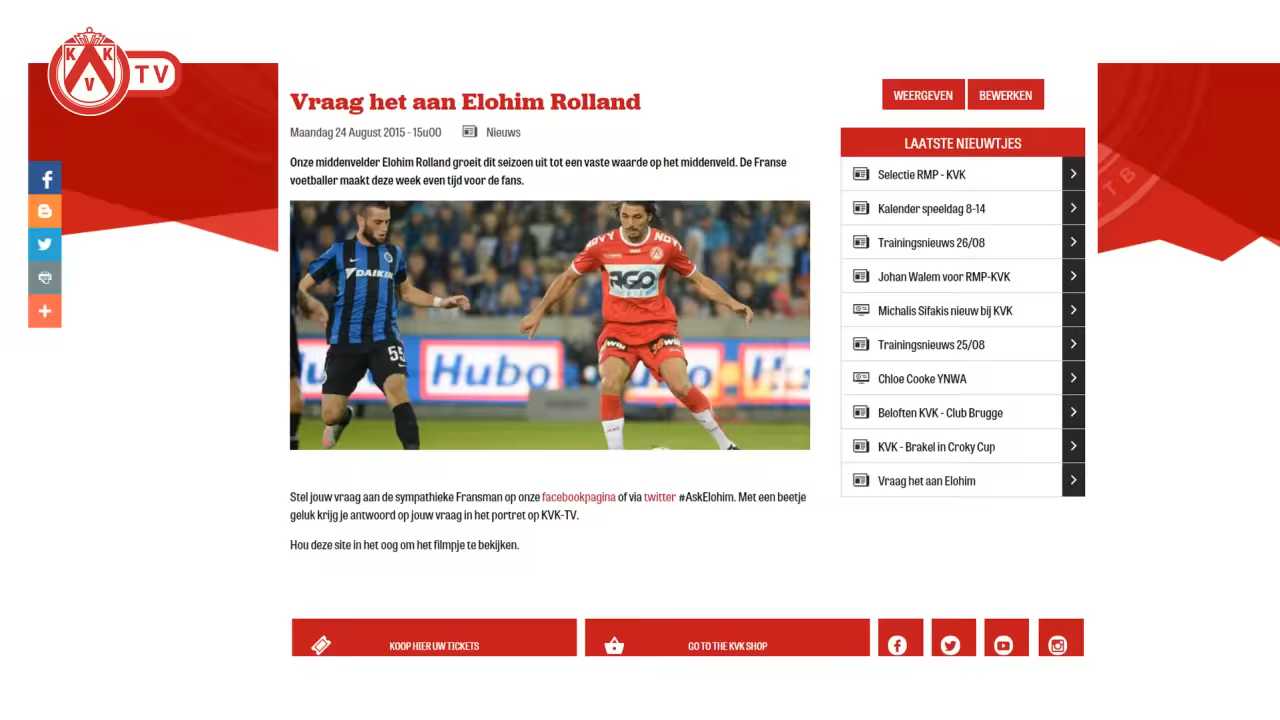 K K
V
TV
Vraag het aan Elohim Rolland
Maandag 24 August 2015 - 15u00 Nieuws
Onze middenvelder Elohim Rolland groeit dit seizoen uit tot een vaste waarde op het middenveld. De Franse
voetballer maakt deze week even tijd voor de fans.
DAIKIN
55
NOVY NOVY
AGO
Hubo
Stel jouw vraag aan de sympathieke Fransman op onze facebookpagina of via twitter #AskElohim. Met een beetje
geluk krijg je antwoord op jouw vraag in het portret op KVK-TV.
Hou deze site in het oog om het filmpje te bekijken.
WEERGEVEN BEWERKEN
LAATSTE NIEUWTJES
Selectie RMP - KVK
Kalender speeldag 8-14
Trainingsnieuws 26/08
Johan Walem voor RMP-KVK
Michalis Sifakis nieuw bij KVK
Trainingsnieuws 25/08
Chloe Cooke YNWA
Beloften KVK - Club Brugge
KVK - Brakel in Croky Cup
Vraag het aan Elohim
KOOP HIER UW TICKETS
GO TO THE KVK SHOP